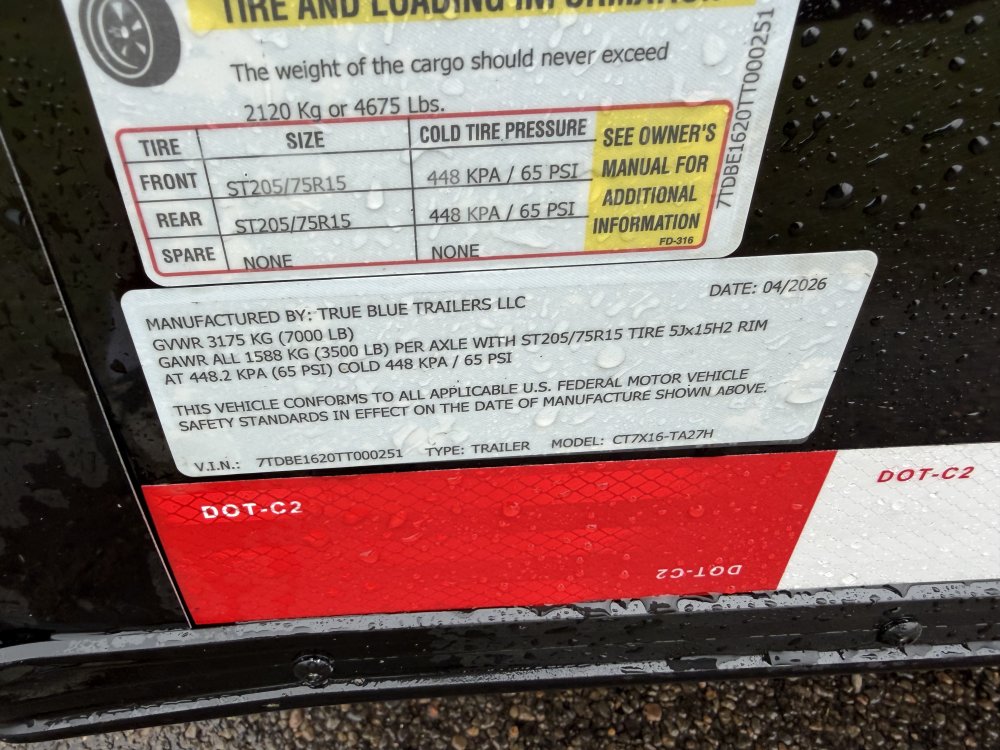 TIRE AND LOADING INFORMATION
The weight of the cargo should never exceed
2120 Kg or 4675 Lbs.
TIRE SIZE COLD TIRE PRESSURE
FRONT ST205/75R15 448 KPA / 65 PSI
REAR ST205/75R15 448 KPA / 65 PSI
SPARE NONE NONE
SEE OWNER'S
MANUAL FOR
ADDITIONAL
INFORMATION
FD-316
7TDBE1620TT000251
MANUFACTURED BY: TRUE BLUE TRAILERS LLC DATE: 04/2026
GVWR 3175 KG (7000 LB)
GAWR ALL 1588 KG (3500 LB) PER AXLE WITH ST205/75R15 TIRE 5Jx15H2 RIM
AT 448.2 KPA (65 PSI) COLD 448 KPA / 65 PSI
THIS VEHICLE CONFORMS TO ALL APPLICABLE U.S. FEDERAL MOTOR VEHICLE
SAFETY STANDARDS IN EFFECT ON THE DATE OF MANUFACTURE SHOWN ABOVE.
V.I.N.: 7TDBE1620TT000251 TYPE: TRAILER MODEL: CT7X16-TA27H
DOT-C2
DOT-C2
DOT-C2